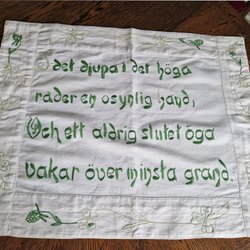 I det djupa i det höga
råder en osynlig hand,
Och ett aldrig slutet öga
vakar över minsta grand.